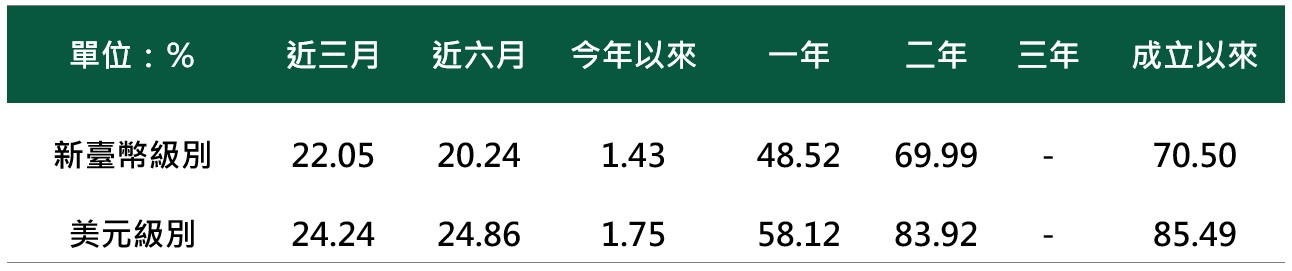 單位：% 近三月 近六月 今年以來 一年 二年 三年 成立以來
新臺幣級別 22.05 20.24 1.43 48.52 69.99 - 70.50
美元級別 24.24 24.86 1.75 58.12 83.92 - 85.49